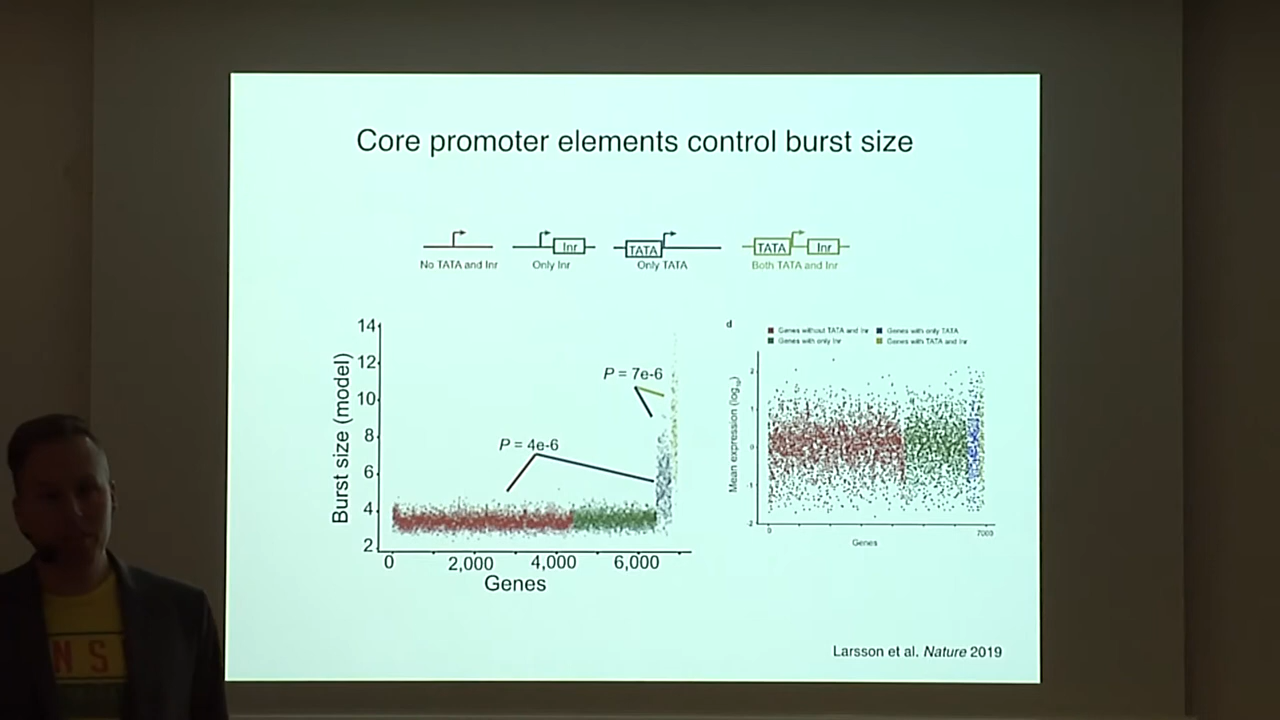 Core promoter elements control burst size
Inr
TATA
TATA
Inr
No TATA and Inr
Only Inr
Only TATA
Both TATA and Inr
14
12
10
8
6
4
2
Burst size (model)
P = 7e-6
P = 4e-6
0
2,000
4,000
6,000
Genes
d
Genes without TATA and Inr
Genes with only TATA
Genes with only Inr
Genes with TATA and Inr
Mean expression (log10)
2
1
0
-1
-2
0
7000
Genes
Larsson et al. Nature 2019
N S